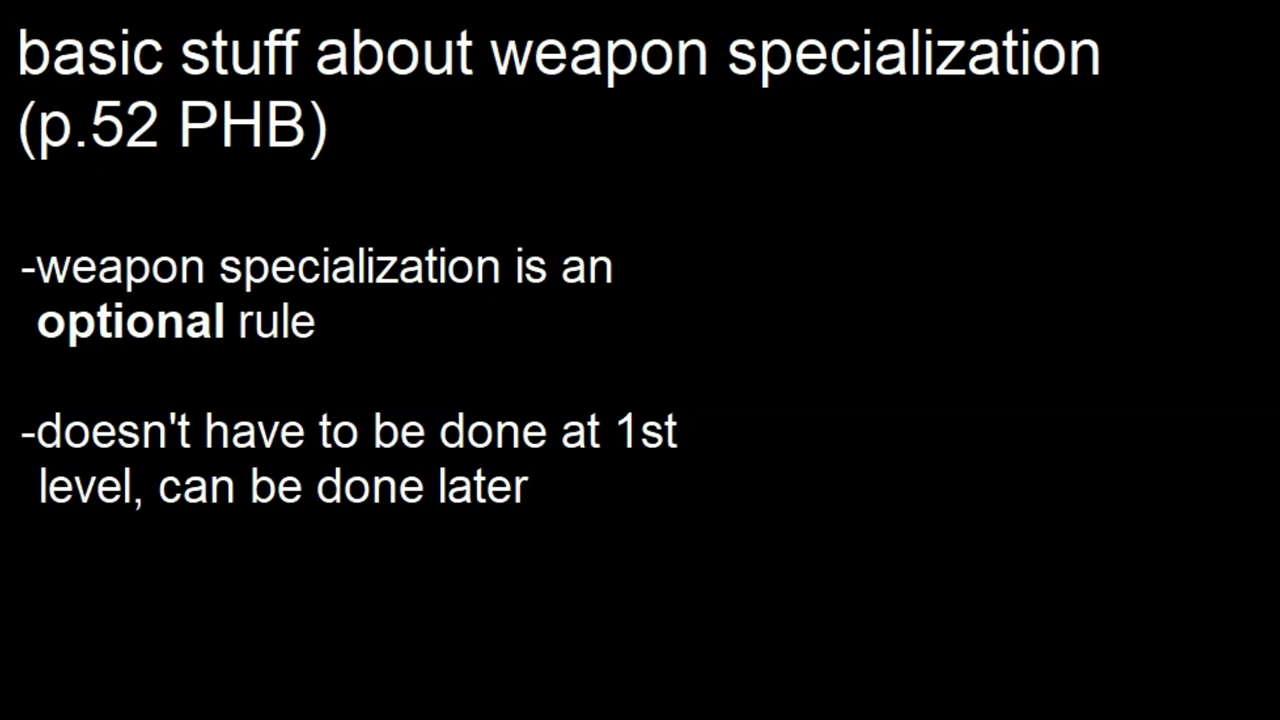 basic stuff about weapon specialization
(p.52 PHB)
-weapon specialization is an
optional rule
-doesn't have to be done at 1st
level, can be done later